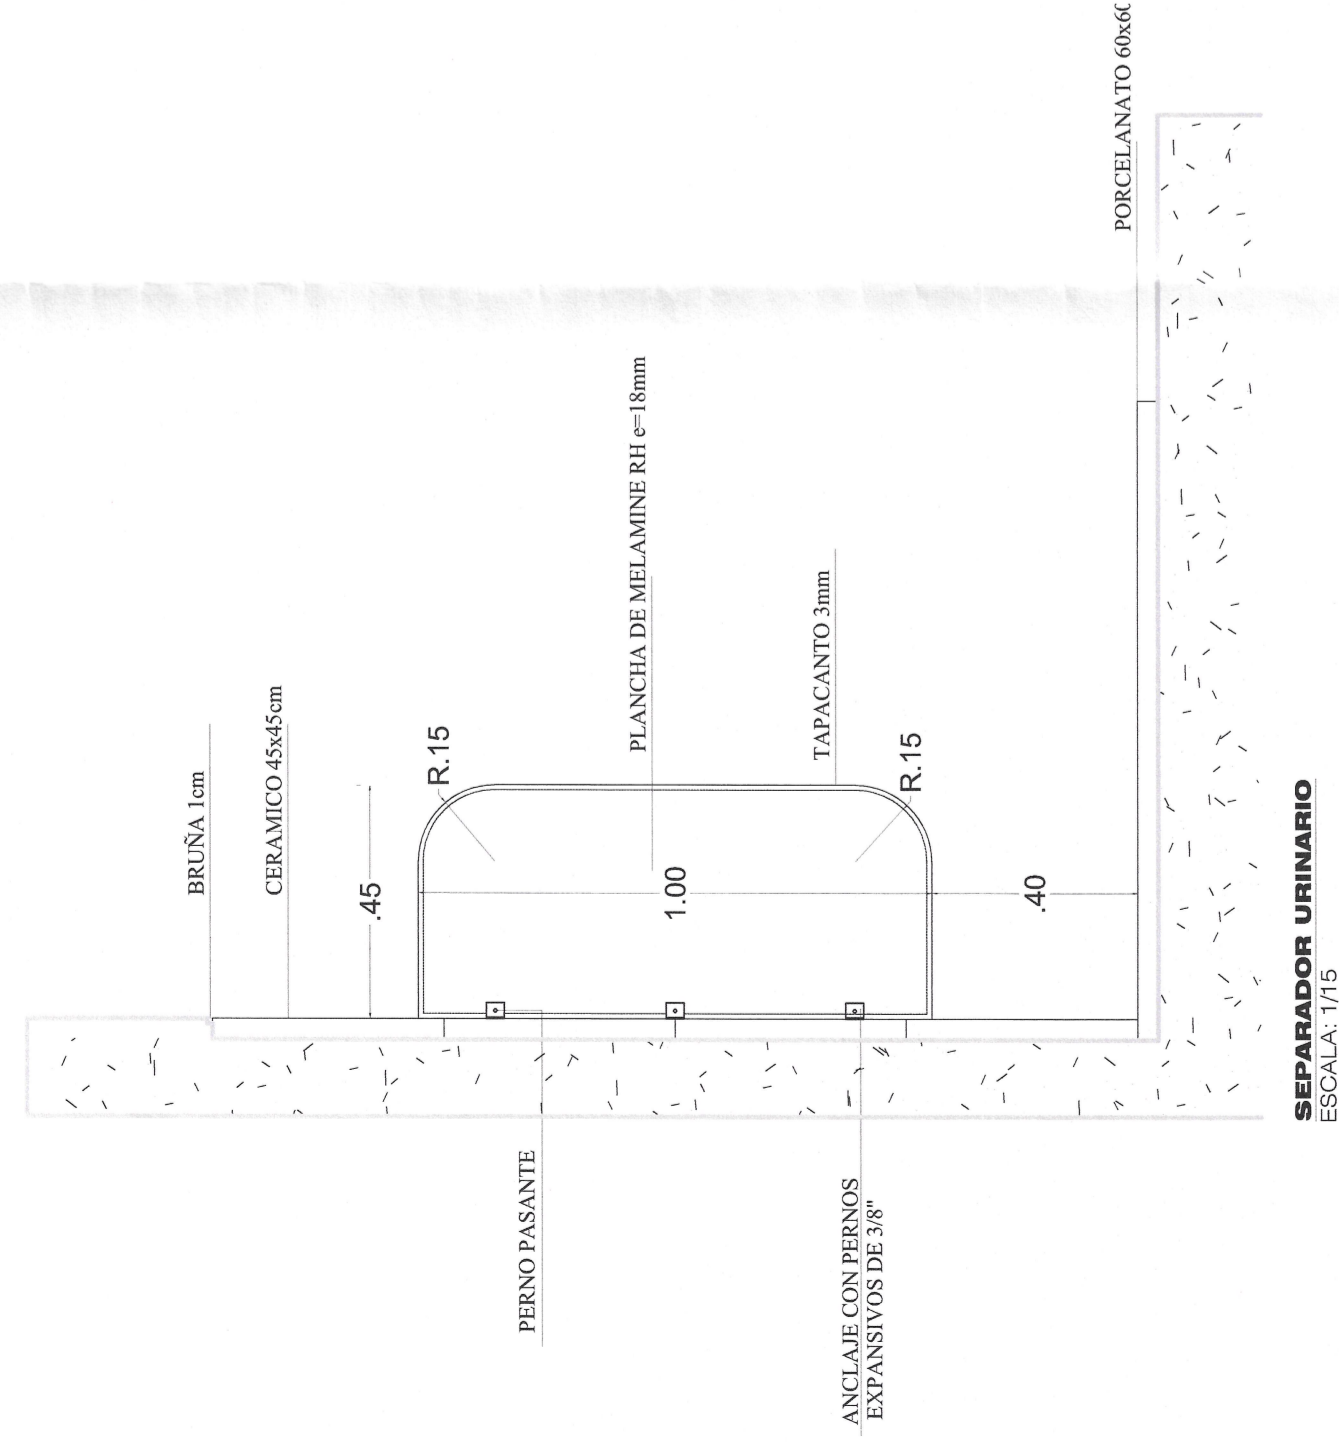 BRUÑA 1cm
CERAMICO 45x45cm
.45
R.15
PLANCHA DE MELAMINE RH e=18mm
1.00
TAPACANTO 3mm
R.15
.40
PORCELANATO
PERNO PASANTE
ANCLAJE CON PERNOS
EXPANSIVOS DE 3/8"
SEPARADOR URINARIO
ESCALA: 1/15